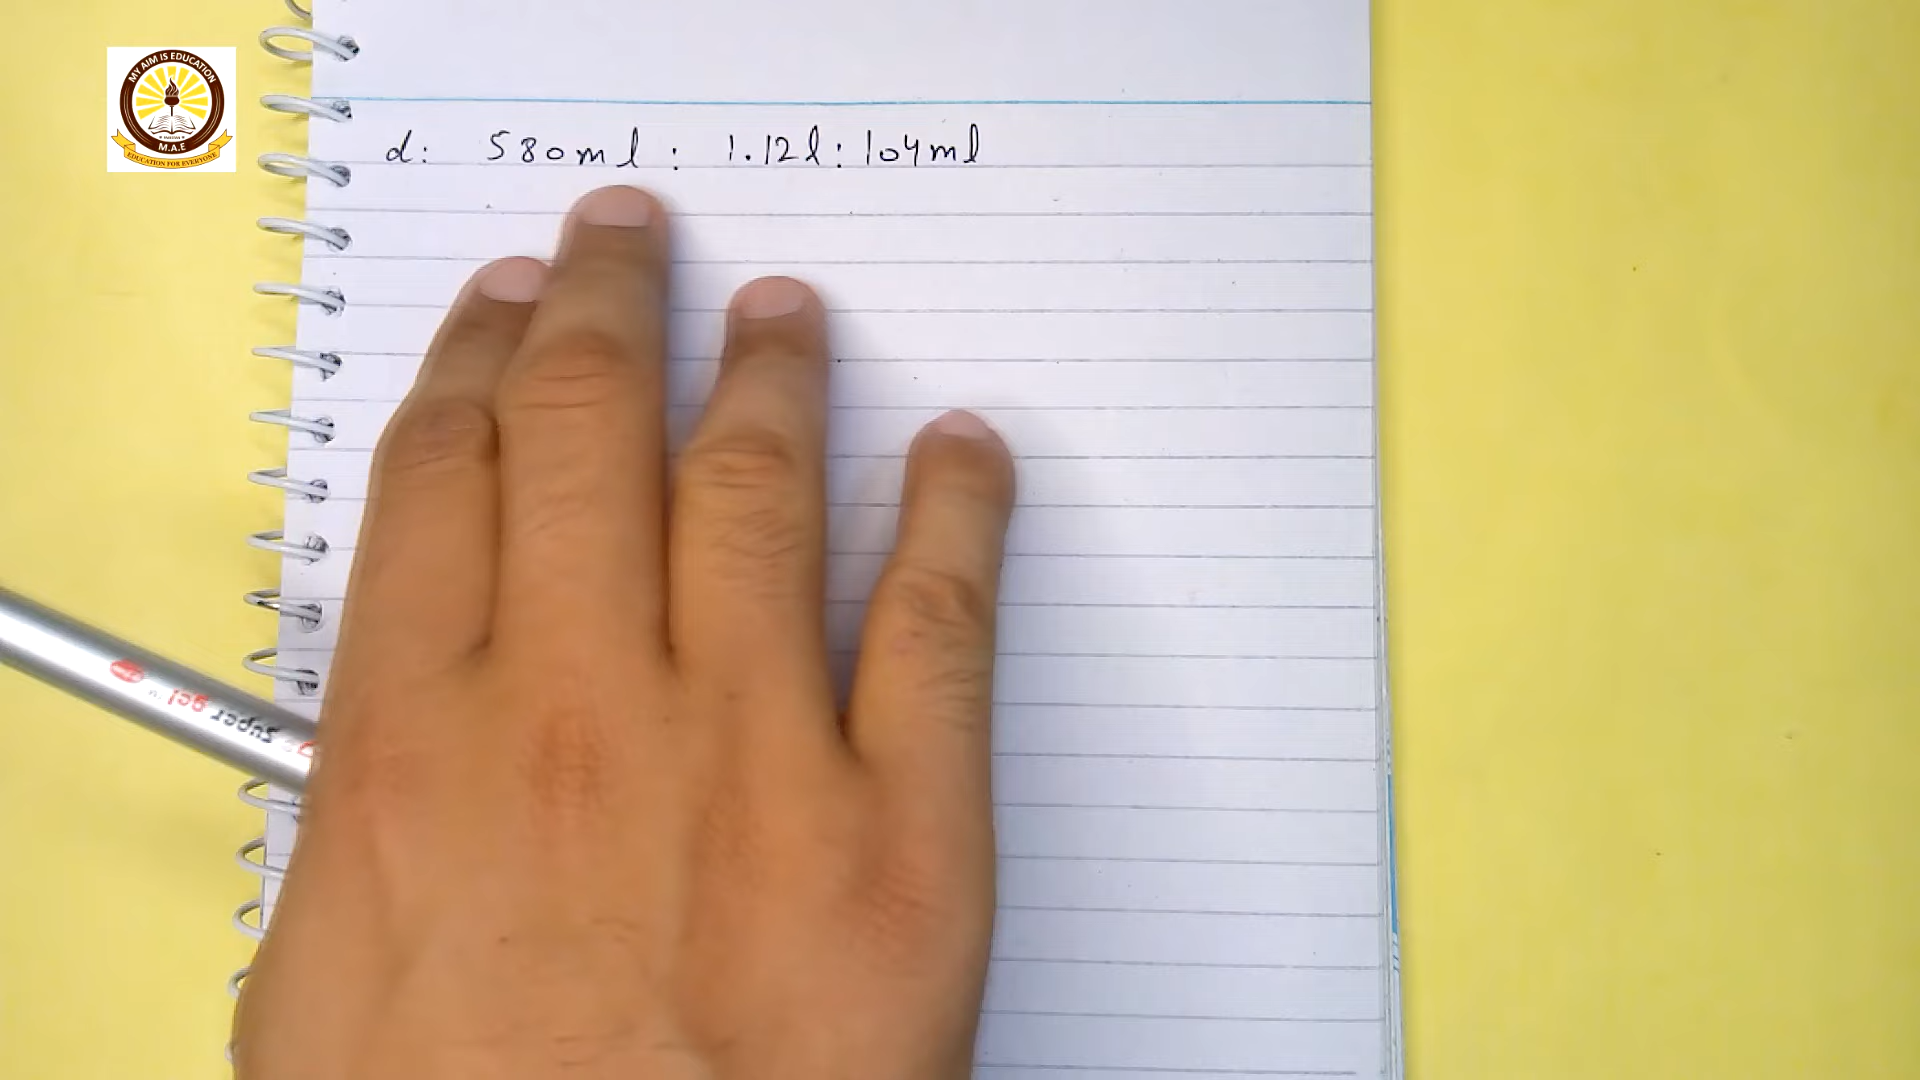 MY AIM IS EDUCATION
M.A.E
EDUCATION FOR EVERYONE
d: 580ml : 1.12l : 104ml
Super gel